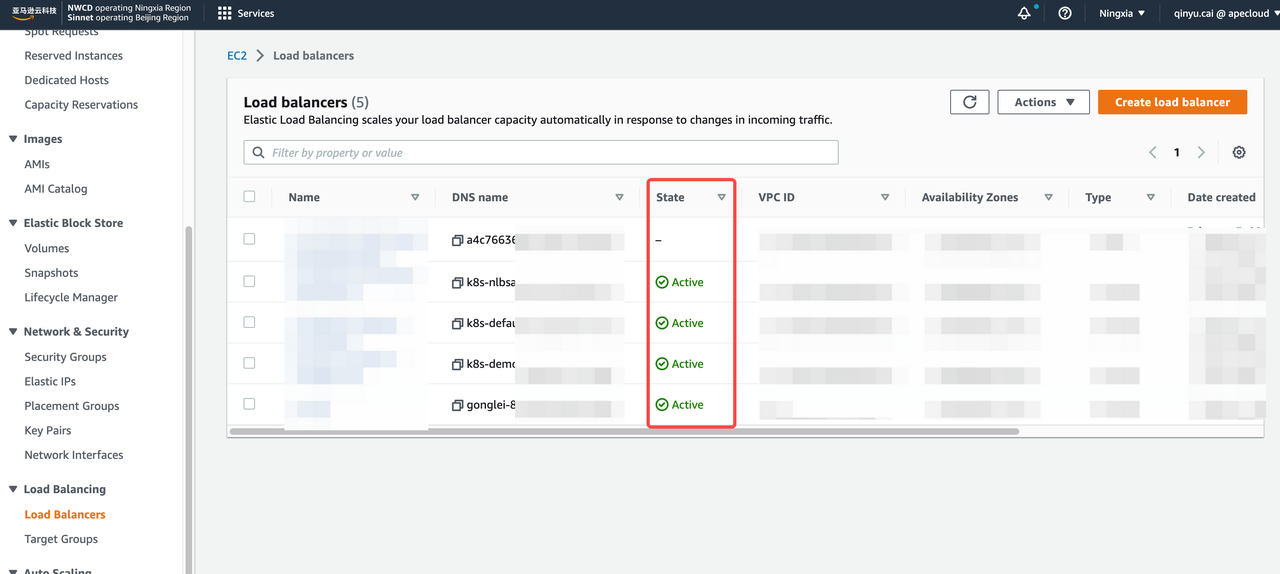 亚马逊云科技
NWCD operating Ningxia Region
Sinnet operating Beijing Region
Services
Ningxia
qinyu.cai @ apecloud
Spot Requests
Reserved Instances
Dedicated Hosts
Capacity Reservations
Images
AMIs
AMI Catalog
Elastic Block Store
Volumes
Snapshots
Lifecycle Manager
Network & Security
Security Groups
Elastic IPs
Placement Groups
Key Pairs
Network Interfaces
Load Balancing
Load Balancers
Target Groups
Auto Scaling
EC2 Load balancers
Load balancers (5)
Elastic Load Balancing scales your load balancer capacity automatically in response to changes in incoming traffic.
Actions
Create load balancer
Filter by property or value
1
Name DNS name State VPC ID Availability Zones Type Date created
a4c76636 –
k8s-nlbsa Active
k8s-defau Active
k8s-demo Active
gonglei-8 Active